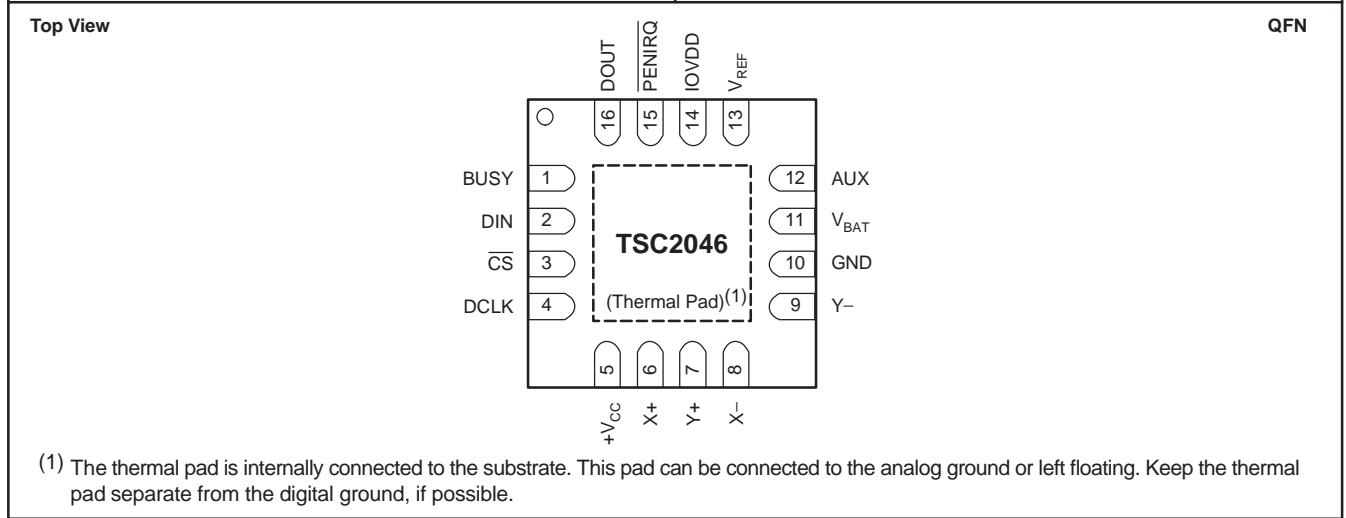 Top View
QFN
DOUT
PENIRQ
IOVDD
VREF
16
15
14
13
BUSY 1
12 AUX
DIN 2
11 VBAT
CS 3
10 GND
DCLK 4
9 Y−
TSC2046
(Thermal Pad)(1)
5
6
7
8
+VCC
X+
Y+
X−
(1) The thermal pad is internally connected to the substrate. This pad can be connected to the analog ground or left floating. Keep the thermal
pad separate from the digital ground, if possible.